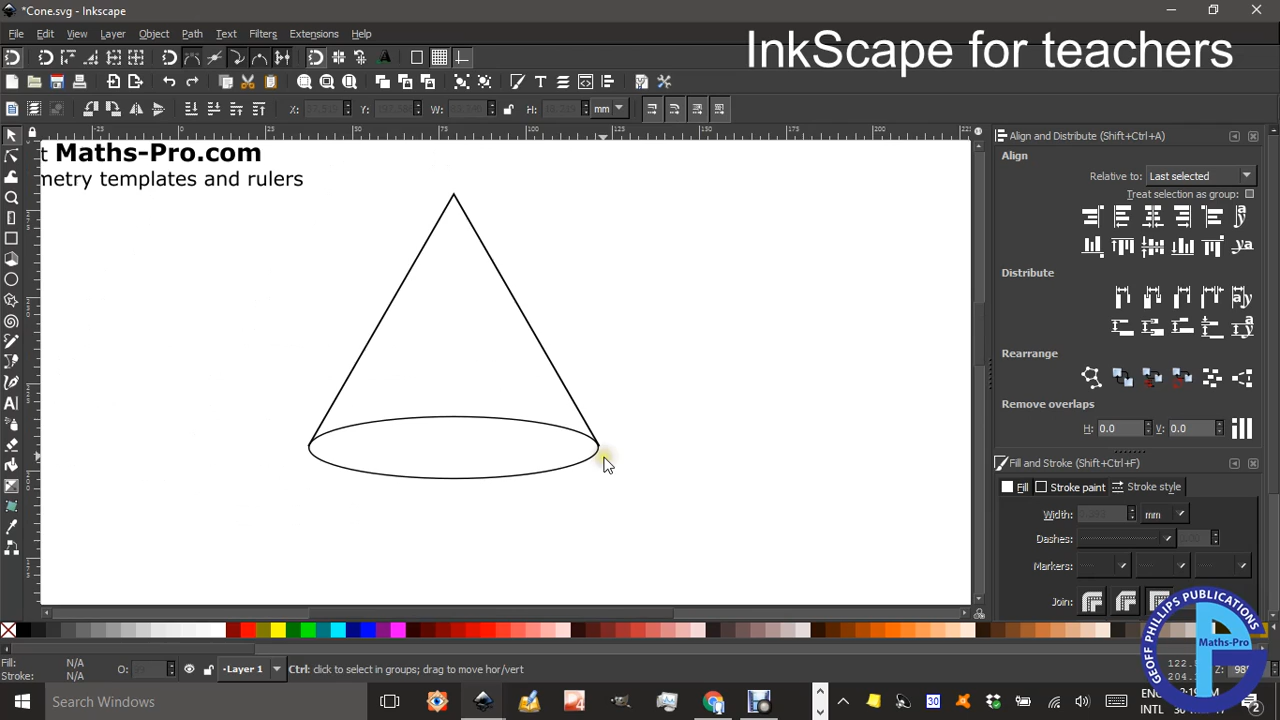 *Cone.svg - Inkscape
InkScape for teachers
File Edit View Layer Object Path Text Filters Extensions Help
X: Y: W: H: mm
Align and Distribute (Shift+Ctrl+A)
Align
Relative to: Last selected
Treat selection as group:
Distribute
Rearrange
Remove overlaps
H: 0.0 V: 0.0
Fill and Stroke (Shift+Ctrl+F)
Fill Stroke paint Stroke style
Width: mm
Dashes:
Markers:
Join:
t Maths-Pro.com
metry templates and rulers
Fill: N/A
Stroke: N/A
O:
Layer 1
Ctrl: click to select in groups; drag to move hor/vert
GEOFF PHILLIPS PUBLICATIONS
Maths-Pro
Search Windows
30
ENG
INTL